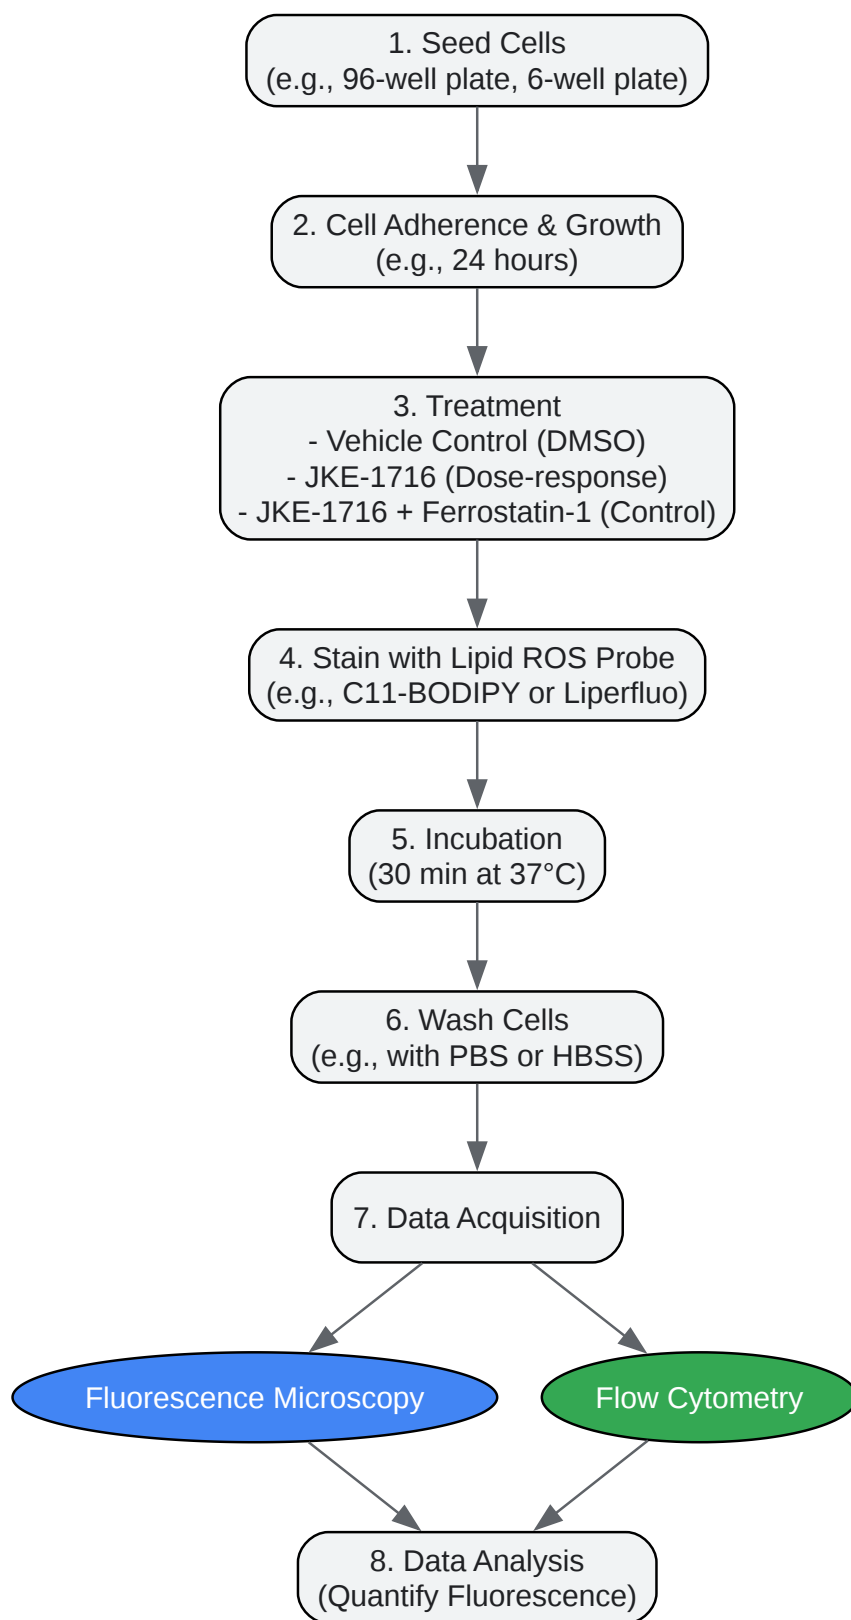 1. Seed Cells
(e.g., 96-well plate, 6-well plate)
2. Cell Adherence & Growth
(e.g., 24 hours)
3. Treatment
- Vehicle Control (DMSO)
- JKE-1716 (Dose-response)
- JKE-1716 + Ferrostatin-1 (Control)
4. Stain with Lipid ROS Probe
(e.g., C11-BODIPY or Liperfluo)
5. Incubation
(30 min at 37°C)
6. Wash Cells
(e.g., with PBS or HBSS)
7. Data Acquisition
Fluorescence Microscopy
Flow Cytometry
8. Data Analysis
(Quantify Fluorescence)